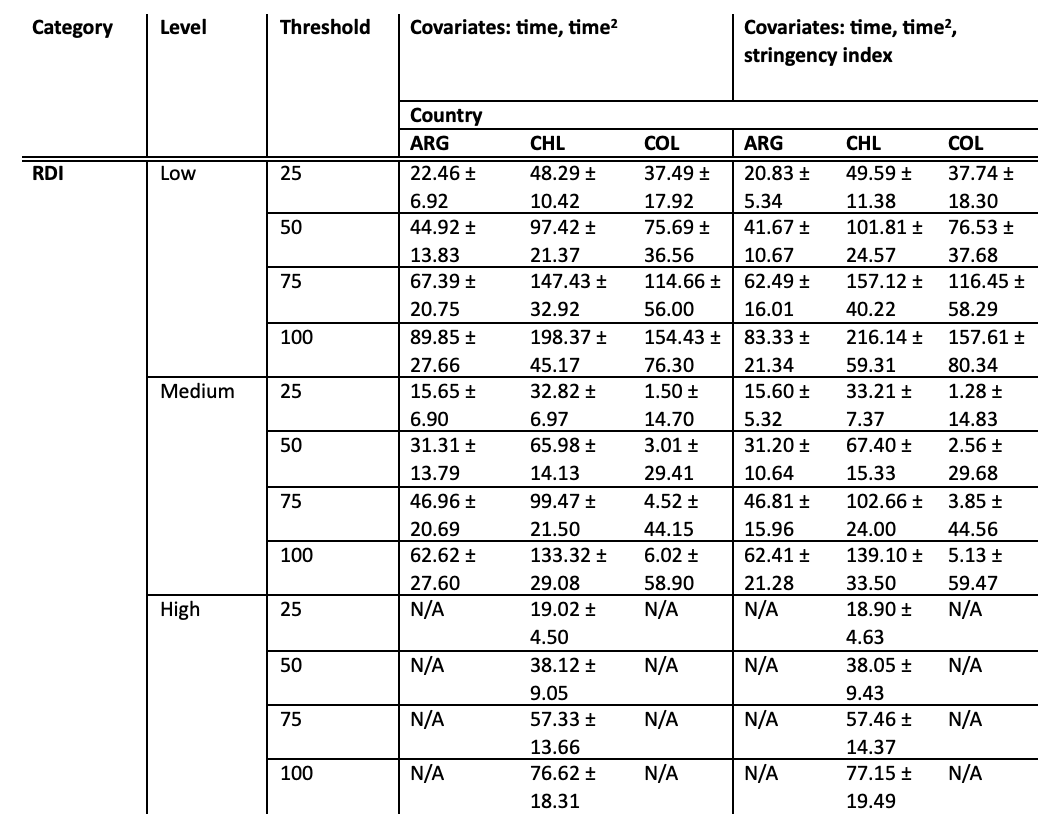 Category Level Threshold Covariates: time, time² Covariates: time, time²,
stringency index
Country
ARG CHL COL ARG CHL COL
RDI Low 25 22.46 ± 48.29 ± 37.49 ± 20.83 ± 49.59 ± 37.74 ±
6.92 10.42 17.92 5.34 11.38 18.30
50 44.92 ± 97.42 ± 75.69 ± 41.67 ± 101.81 ± 76.53 ±
13.83 21.37 36.56 10.67 24.57 37.68
75 67.39 ± 147.43 ± 114.66 ± 62.49 ± 157.12 ± 116.45 ±
20.75 32.92 56.00 16.01 40.22 58.29
100 89.85 ± 198.37 ± 154.43 ± 83.33 ± 216.14 ± 157.61 ±
27.66 45.17 76.30 21.34 59.31 80.34
Medium 25 15.65 ± 32.82 ± 1.50 ± 15.60 ± 33.21 ± 1.28 ±
6.90 6.97 14.70 5.32 7.37 14.83
50 31.31 ± 65.98 ± 3.01 ± 31.20 ± 67.40 ± 2.56 ±
13.79 14.13 29.41 10.64 15.33 29.68
75 46.96 ± 99.47 ± 4.52 ± 46.81 ± 102.66 ± 3.85 ±
20.69 21.50 44.15 15.96 24.00 44.56
100 62.62 ± 133.32 ± 6.02 ± 62.41 ± 139.10 ± 5.13 ±
27.60 29.08 58.90 21.28 33.50 59.47
High 25 N/A 19.02 ± N/A N/A 18.90 ± N/A
4.50 4.63
50 N/A 38.12 ± N/A N/A 38.05 ± N/A
9.05 9.43
75 N/A 57.33 ± N/A N/A 57.46 ± N/A
13.66 14.37
100 N/A 76.62 ± N/A N/A 77.15 ± N/A
18.31 19.49